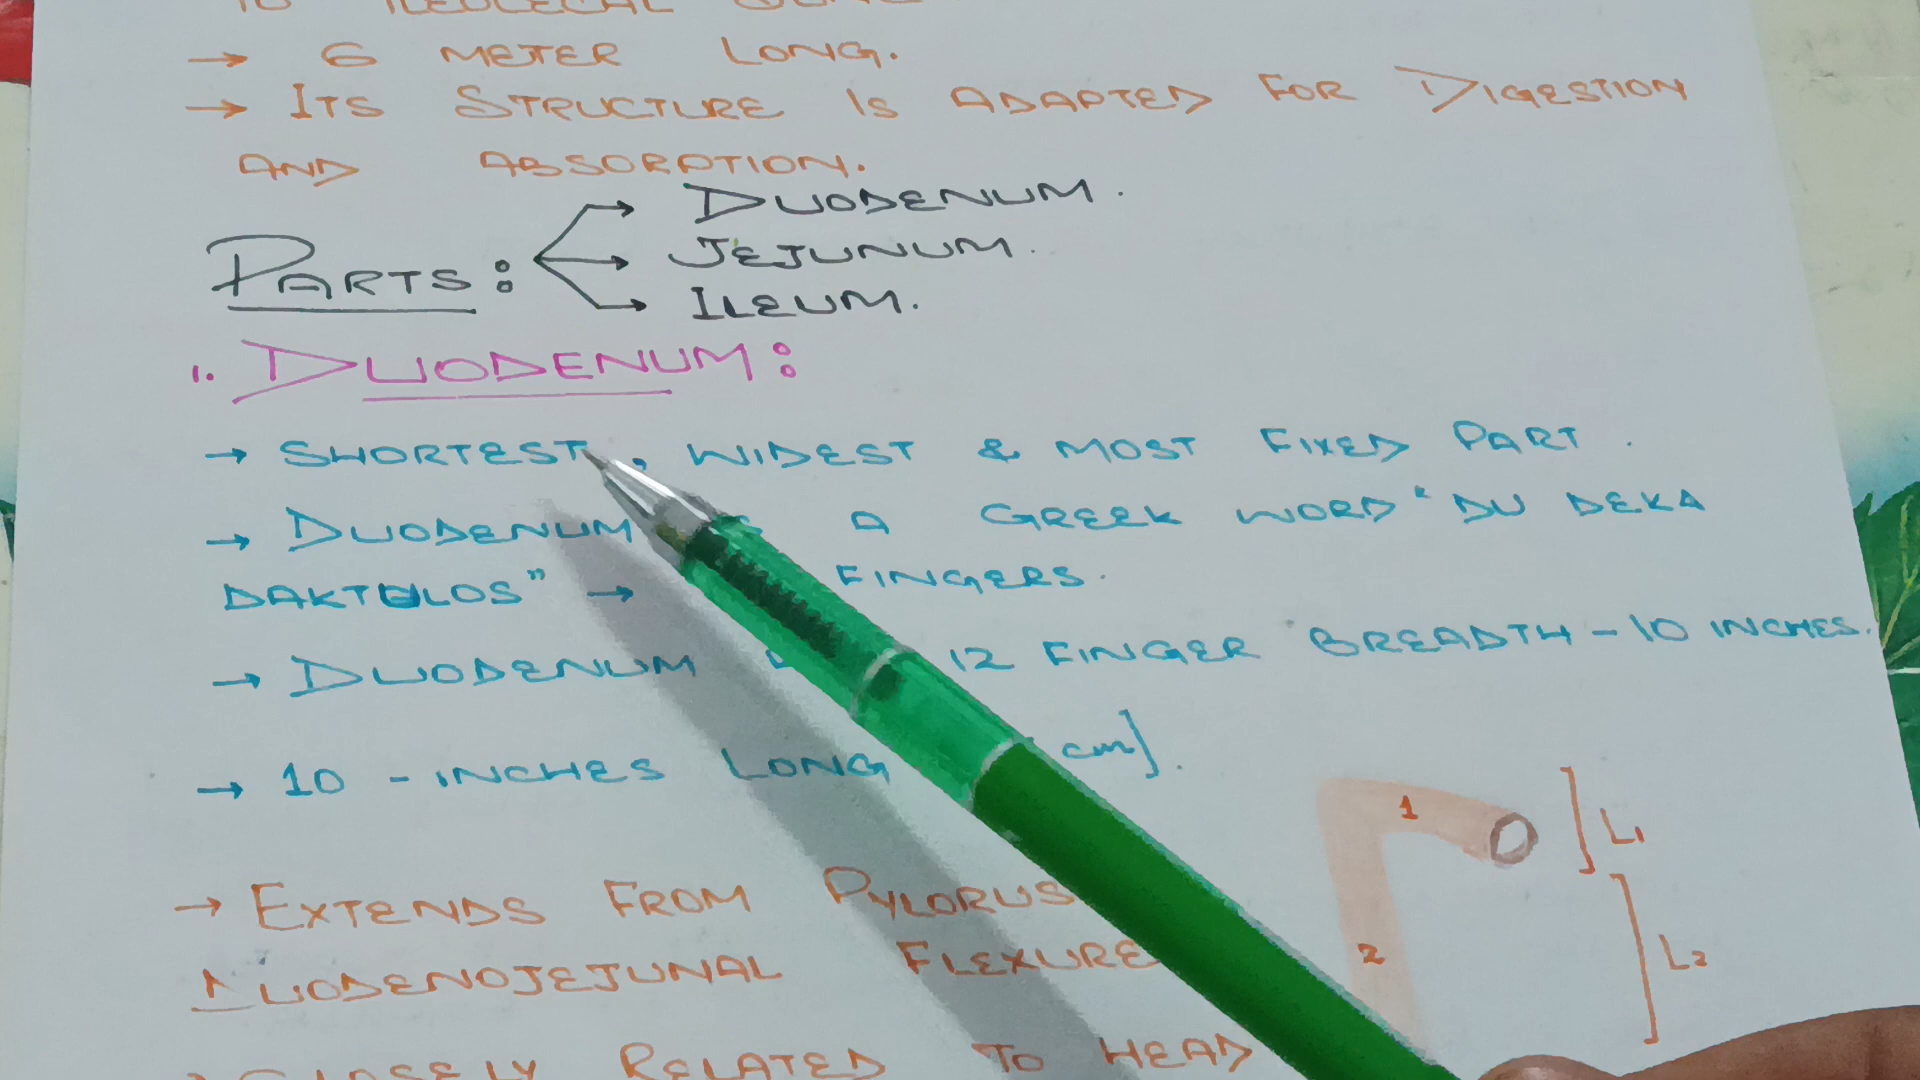 → 6 METER LONG.
→ ITS STRUCTURE IS ADAPTED FOR DIGESTION
AND ABSORPTION.
PARTS: → DUODENUM.
→ JEJUNUM.
→ ILEUM.
1. DUODENUM:
→ SHORTEST, WIDEST & MOST FIXED PART.
→ DUODENUM A GREEK WORD "DU DEKA
DAKTULOS" → FINGERS.
→ DUODENUM 12 FINGER BREADTH - 10 INCHES.
→ 10 - INCHES LONG cm].
1
L1
→ EXTENDS FROM PYLORUS
DUODENOJEJUNAL FLEXURE
2
L2
CLOSELY RELATED TO HEAD